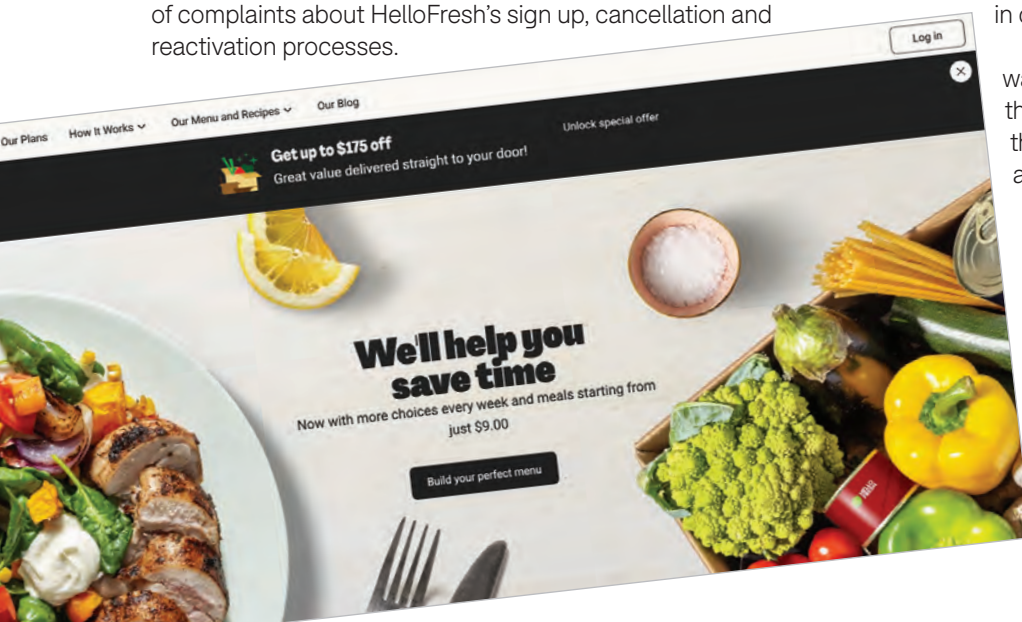 of complaints about HelloFresh's sign up, cancellation and
reactivation processes.
Log in
Our Plans How It Works Our Menu and Recipes Our Blog
Get up to $175 off
Great value delivered straight to your door!
Unlock special offer
We'll help you
save time
Now with more choices every week and meals starting from
just $9.00
Build your perfect menu